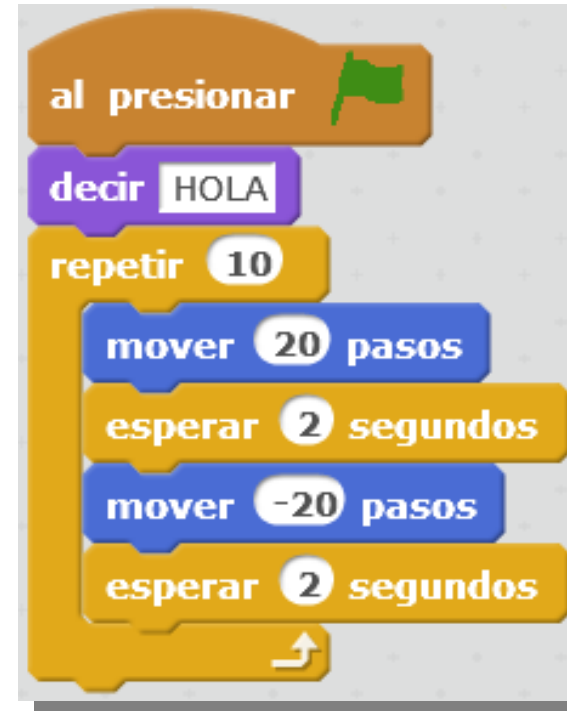 al presionar
decir HOLA
repetir 10
mover 20 pasos
esperar 2 segundos
mover -20 pasos
esperar 2 segundos